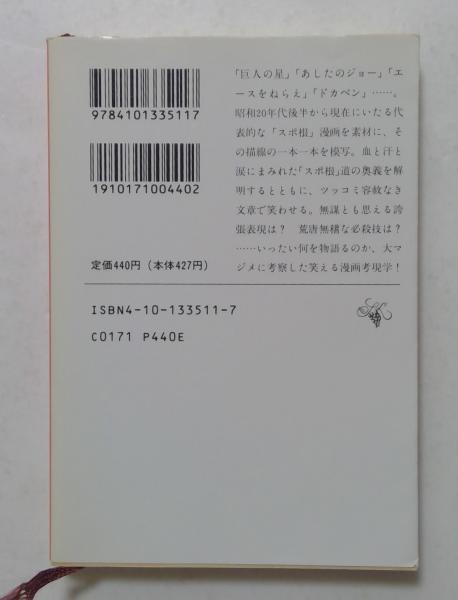 9784101335117
1910171004402
定価440円（本体427円）
ISBN4-10-133511-7
C0171 P440E
「巨人の星」「あしたのジョー」「エ
ースをねらえ」「ドカベン」……。
昭和20年代後半から現在にいたる代
表的な「スポ根」漫画を素材に、そ
の描線の一本一本を模写。血と汗と
涙にまみれた「スポ根」道の奥義を解
明するとともに、ツッコミ容赦なき
文章で笑わせる。無謀とも思える誇
張表現は？　荒唐無稽な必殺技は？
……いったい何を物語るのか、大マ
ジメに考察した笑える漫画考現学！